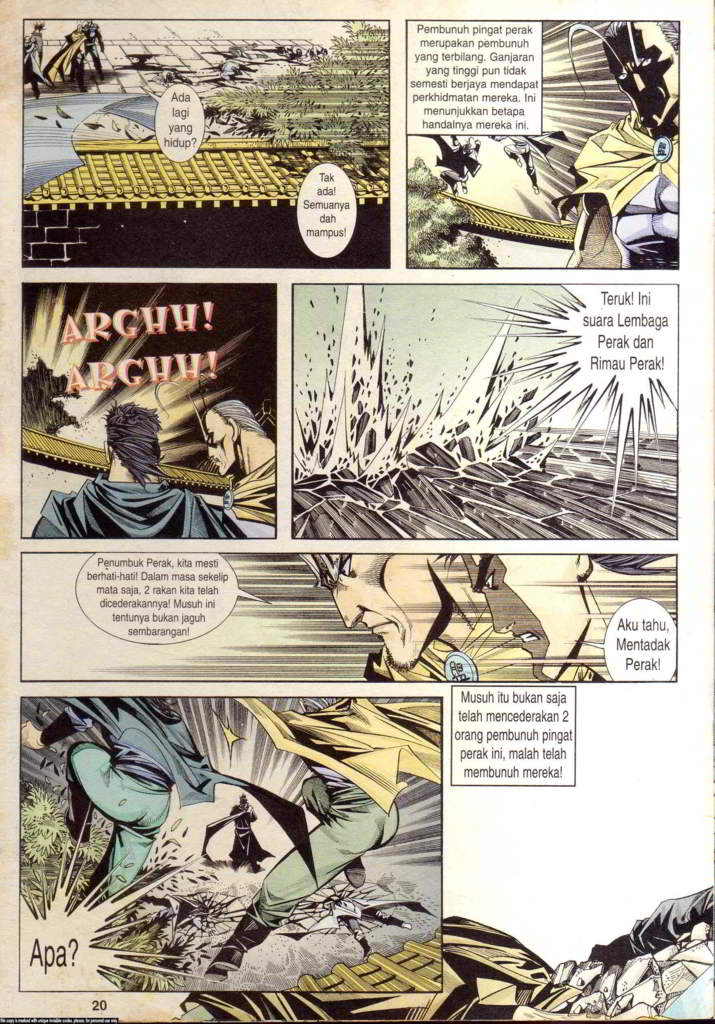 Ada
lagi
yang
hidup?
Tak
ada!
Semuanya
dah
mampus!
Pembunuh pingat perak
merupakan pembunuh
yang terbilang. Ganjaran
yang tinggi pun tidak
semesti berjaya mendapat
perkhidmatan mereka. Ini
menunjukkan betapa
handalnya mereka ini.
ARGHH!
ARGHH!
Teruk! Ini
suara Lembaga
Perak dan
Rimau Perak!
Penumbuk Perak, kita mesti
berhati-hati! Dalam masa sekelip
mata saja, 2 rakan kita telah
dicederakannya! Musuh ini
tentunya bukan jaguh
sembarangan!
Aku tahu,
Mentadak
Perak!
Apa?
Musuh itu bukan saja
telah mencederakan 2
orang pembunuh pingat
perak ini, malah telah
membunuh mereka!
20